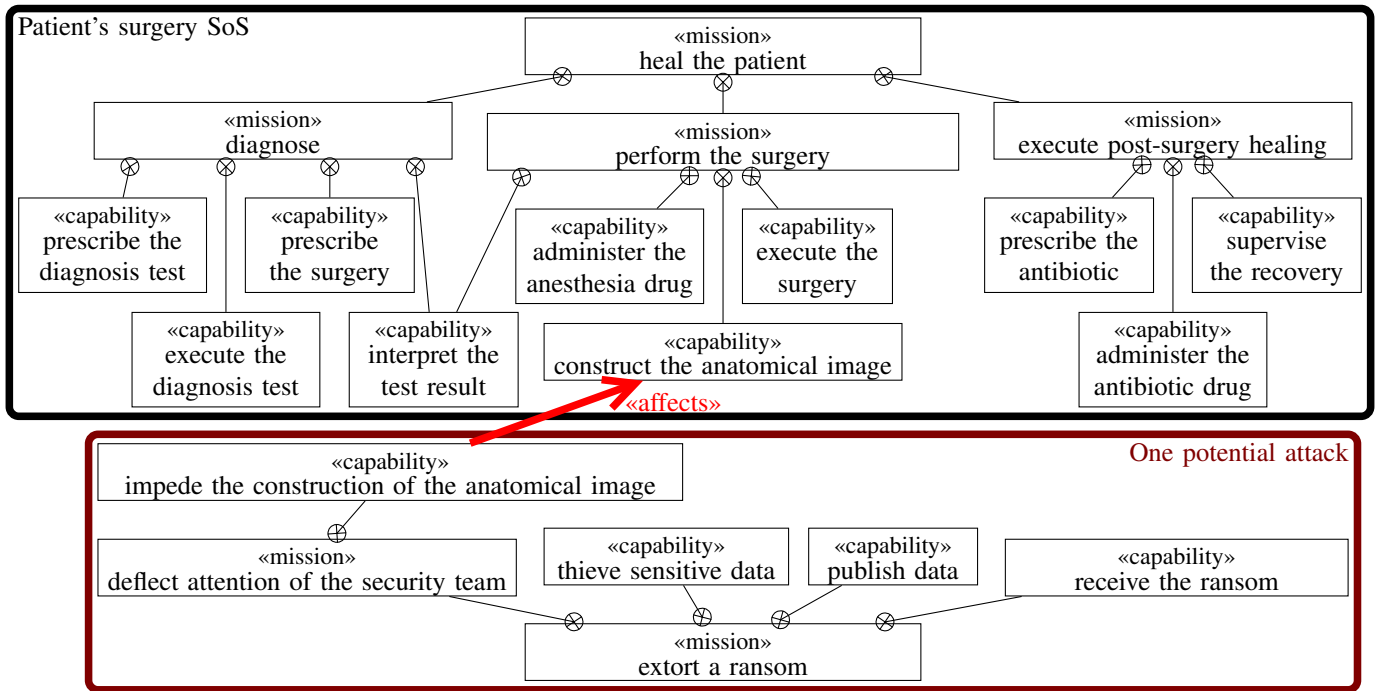 Patient's surgery SoS
«mission»
heal the patient
«mission»
diagnose
«mission»
perform the surgery
«mission»
execute post-surgery healing
«capability»
prescribe the
diagnosis test
«capability»
prescribe
the surgery
«capability»
administer the
anesthesia drug
«capability»
execute the
surgery
«capability»
prescribe the
antibiotic
«capability»
supervise
the recovery
«capability»
execute the
diagnosis test
«capability»
interpret the
test result
«capability»
construct the anatomical image
«capability»
administer the
antibiotic drug
«affects»
One potential attack
«capability»
impede the construction of the anatomical image
«mission»
deflect attention of the security team
«capability»
thieve sensitive data
«capability»
publish data
«capability»
receive the ransom
«mission»
extort a ransom